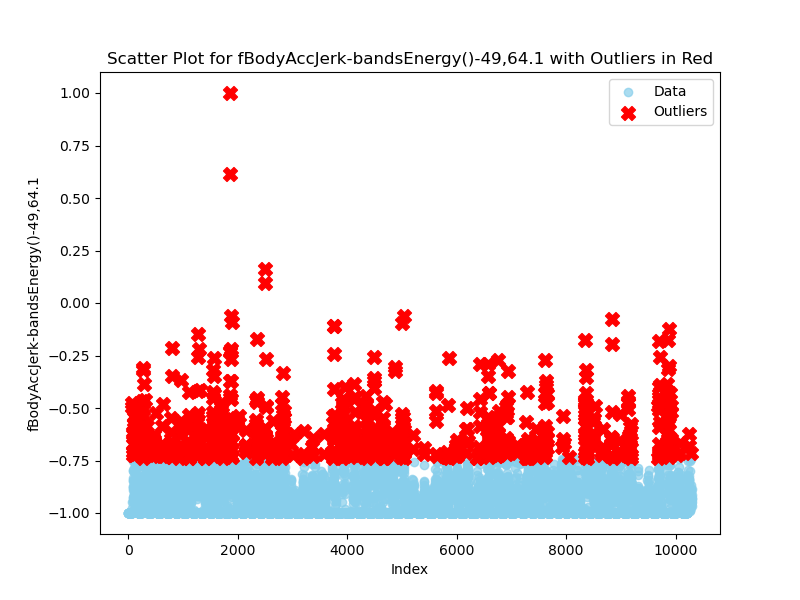 Scatter Plot for fBodyAccJerk-bandsEnergy()-49,64.1 with Outliers in Red
Data
Outliers
fBodyAccJerk-bandsEnergy()-49,64.1
1.00
0.75
0.50
0.25
0.00
−0.25
−0.50
−0.75
−1.00
0 2000 4000 6000 8000 10000
Index